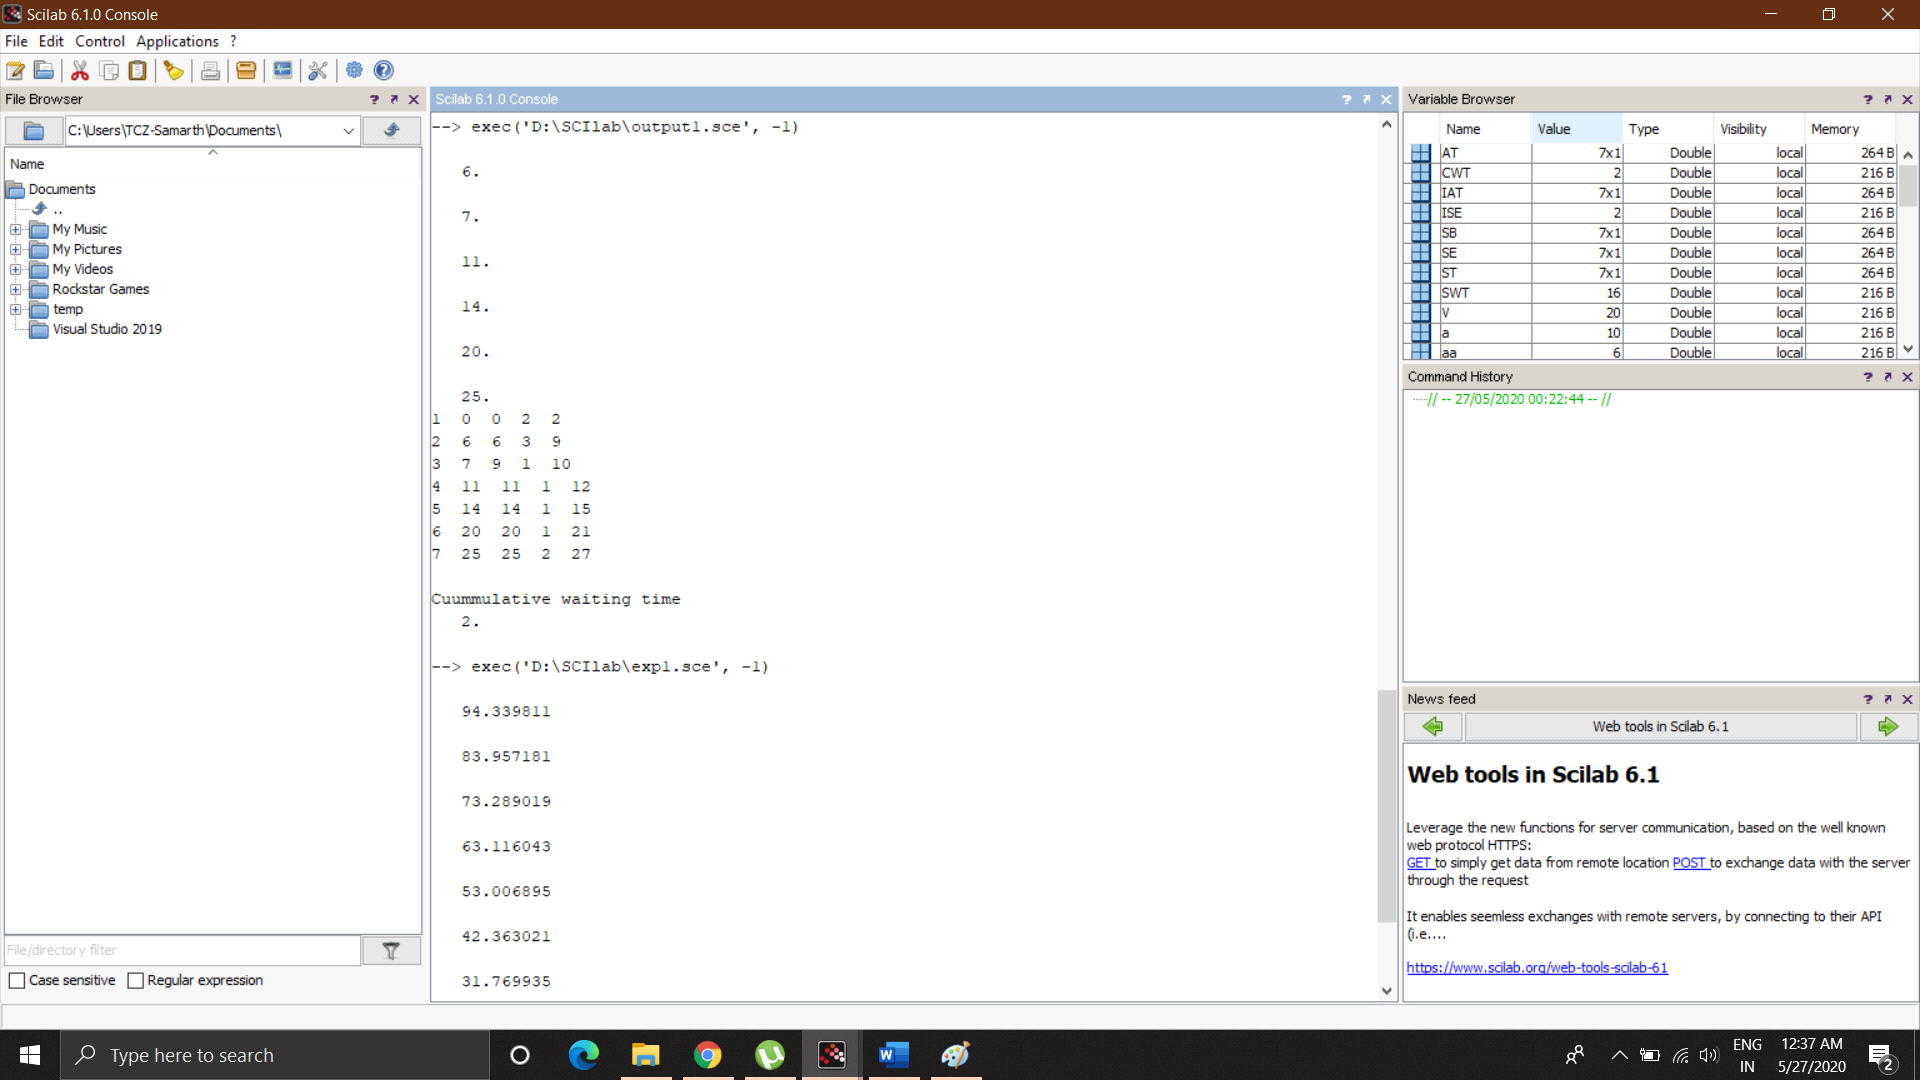 Scilab 6.1.0 Console
File Edit Control Applications ?
File Browser
C:\Users\TCZ-Samarth\Documents\
Name
Documents
..
My Music
My Pictures
My Videos
Rockstar Games
temp
Visual Studio 2019
File/directory filter
Case sensitive Regular expression
Scilab 6.1.0 Console
--> exec('D:\SCIlab\output1.sce', -1)
6.
7.
11.
14.
20.
25.
1 0 0 2 2
2 6 6 3 9
3 7 9 1 10
4 11 11 1 12
5 14 14 1 15
6 20 20 1 21
7 25 25 2 27
Cuummulative waiting time
2.
--> exec('D:\SCIlab\exp1.sce', -1)
94.339811
83.957181
73.289019
63.116043
53.006895
42.363021
31.769935
Variable Browser
Name Value Type Visibility Memory
AT 7x1 Double local 264 B
CWT 2 Double local 216 B
IAT 7x1 Double local 264 B
ISE 2 Double local 216 B
SB 7x1 Double local 264 B
SE 7x1 Double local 264 B
ST 7x1 Double local 264 B
SWT 16 Double local 216 B
V 20 Double local 216 B
a 10 Double local 216 B
aa 6 Double local 216 B
Command History
// -- 27/05/2020 00:22:44 -- //
News feed
Web tools in Scilab 6.1
Web tools in Scilab 6.1
Leverage the new functions for server communication, based on the well known
web protocol HTTPS:
GET to simply get data from remote location POST to exchange data with the server
through the request
It enables seemless exchanges with remote servers, by connecting to their API
(i.e....
https://www.scilab.org/web-tools-scilab-61
Type here to search
ENG
IN
12:37 AM
5/27/2020
2